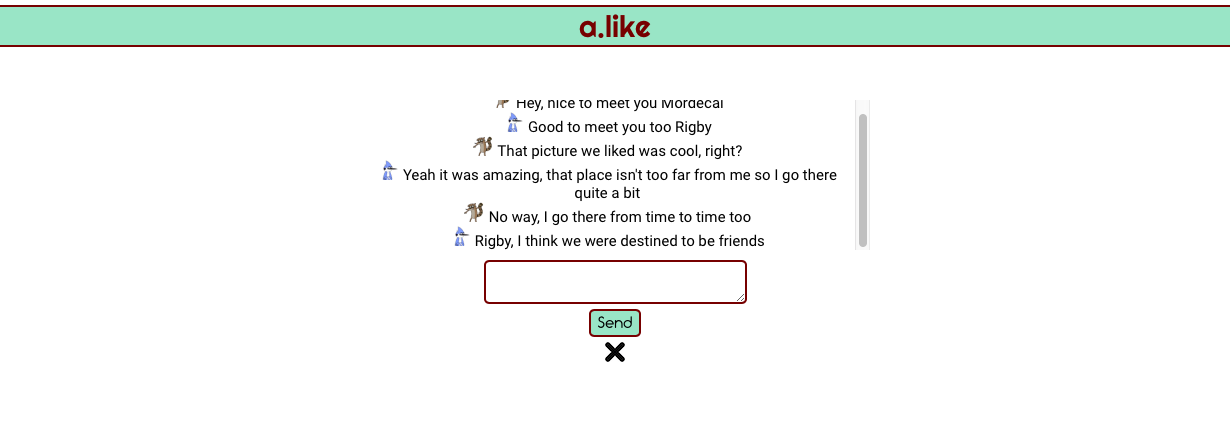 a.like
Hey, nice to meet you Mordecai
Good to meet you too Rigby
That picture we liked was cool, right?
Yeah it was amazing, that place isn't too far from me so I go there
quite a bit
No way, I go there from time to time too
Rigby, I think we were destined to be friends
Send